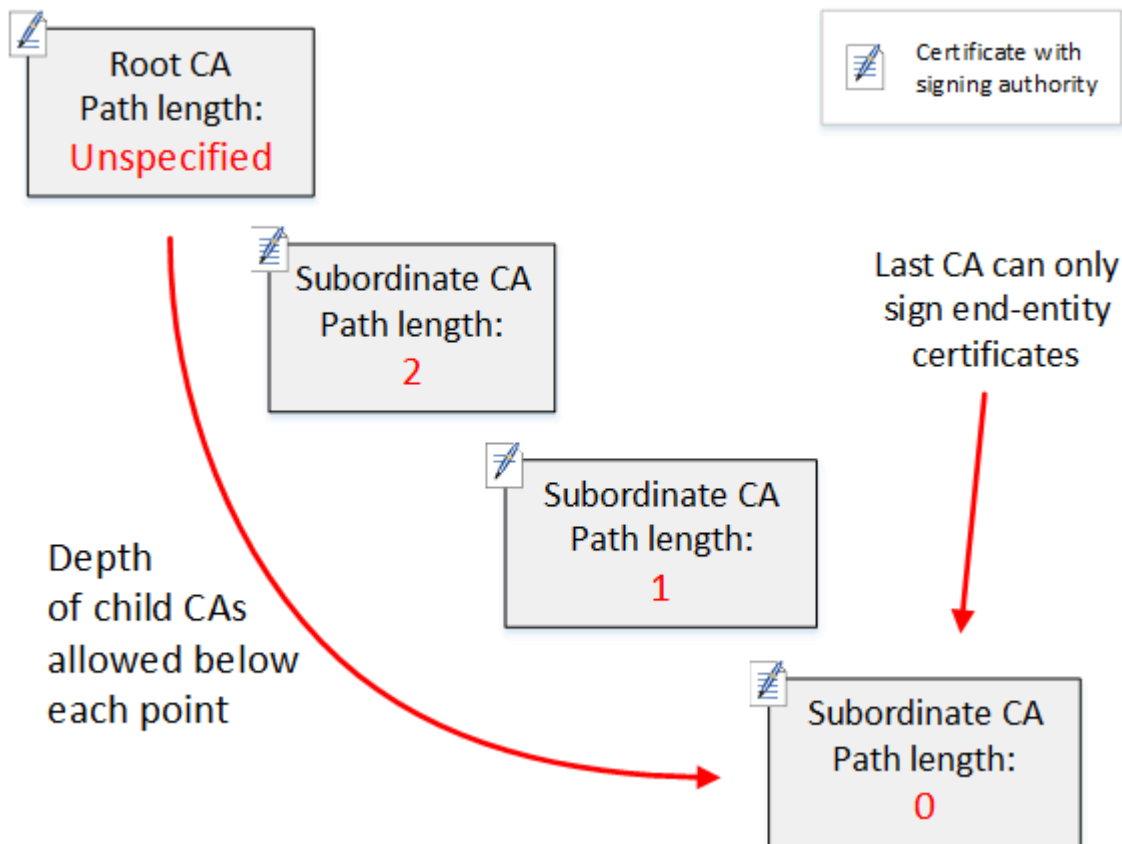 Root CA
Path length:
Unspecified
Certificate with
signing authority
Subordinate CA
Path length:
2
Last CA can only
sign end-entity
certificates
Subordinate CA
Path length:
1
Depth
of child CAs
allowed below
each point
Subordinate CA
Path length:
0